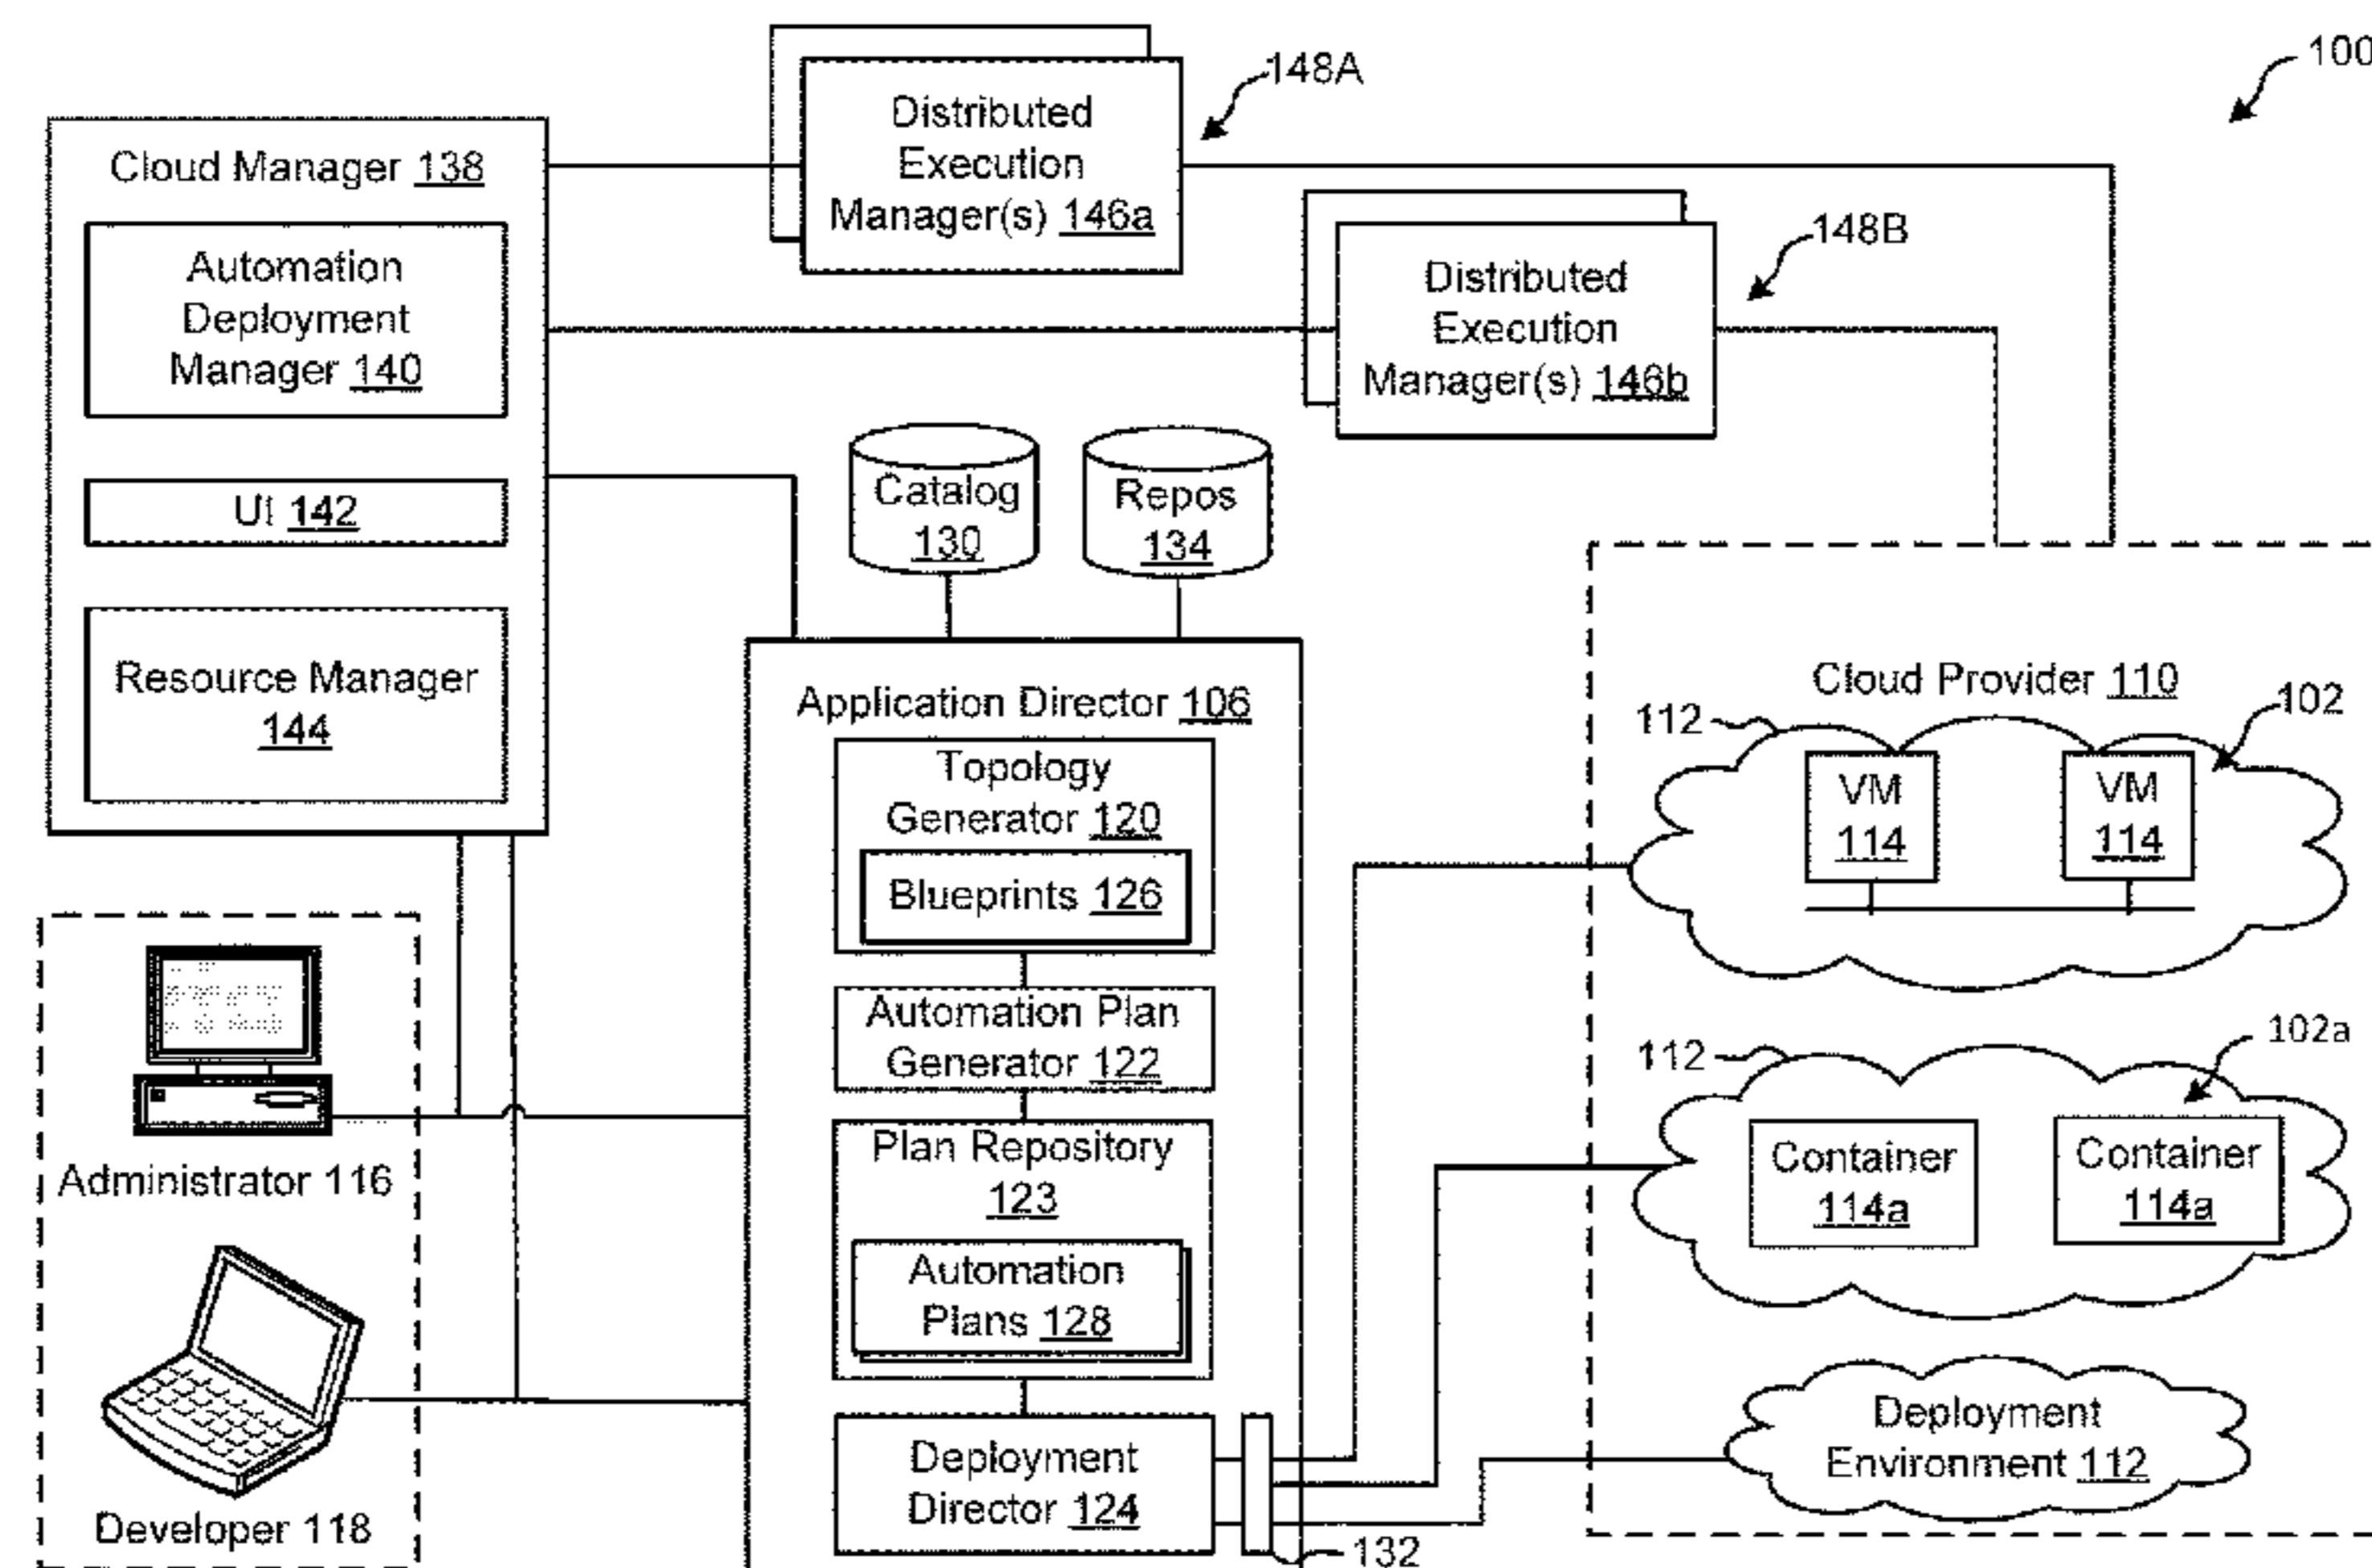 100
148A
Distributed
Execution
Manager(s) 146a
Cloud Manager 138
Automation
Deployment
Manager 140
UI 142
Resource Manager
144
148B
Distributed
Execution
Manager(s) 146b
Catalog
130
Repos
134
Application Director 106
Topology
Generator 120
Blueprints 126
Automation Plan
Generator 122
Plan Repository
123
Automation
Plans 128
Deployment
Director 124
132
Administrator 116
Developer 118
Cloud Provider 110
112
102
VM
114
VM
114
112
102a
Container
114a
Container
114a
Deployment
Environment 112